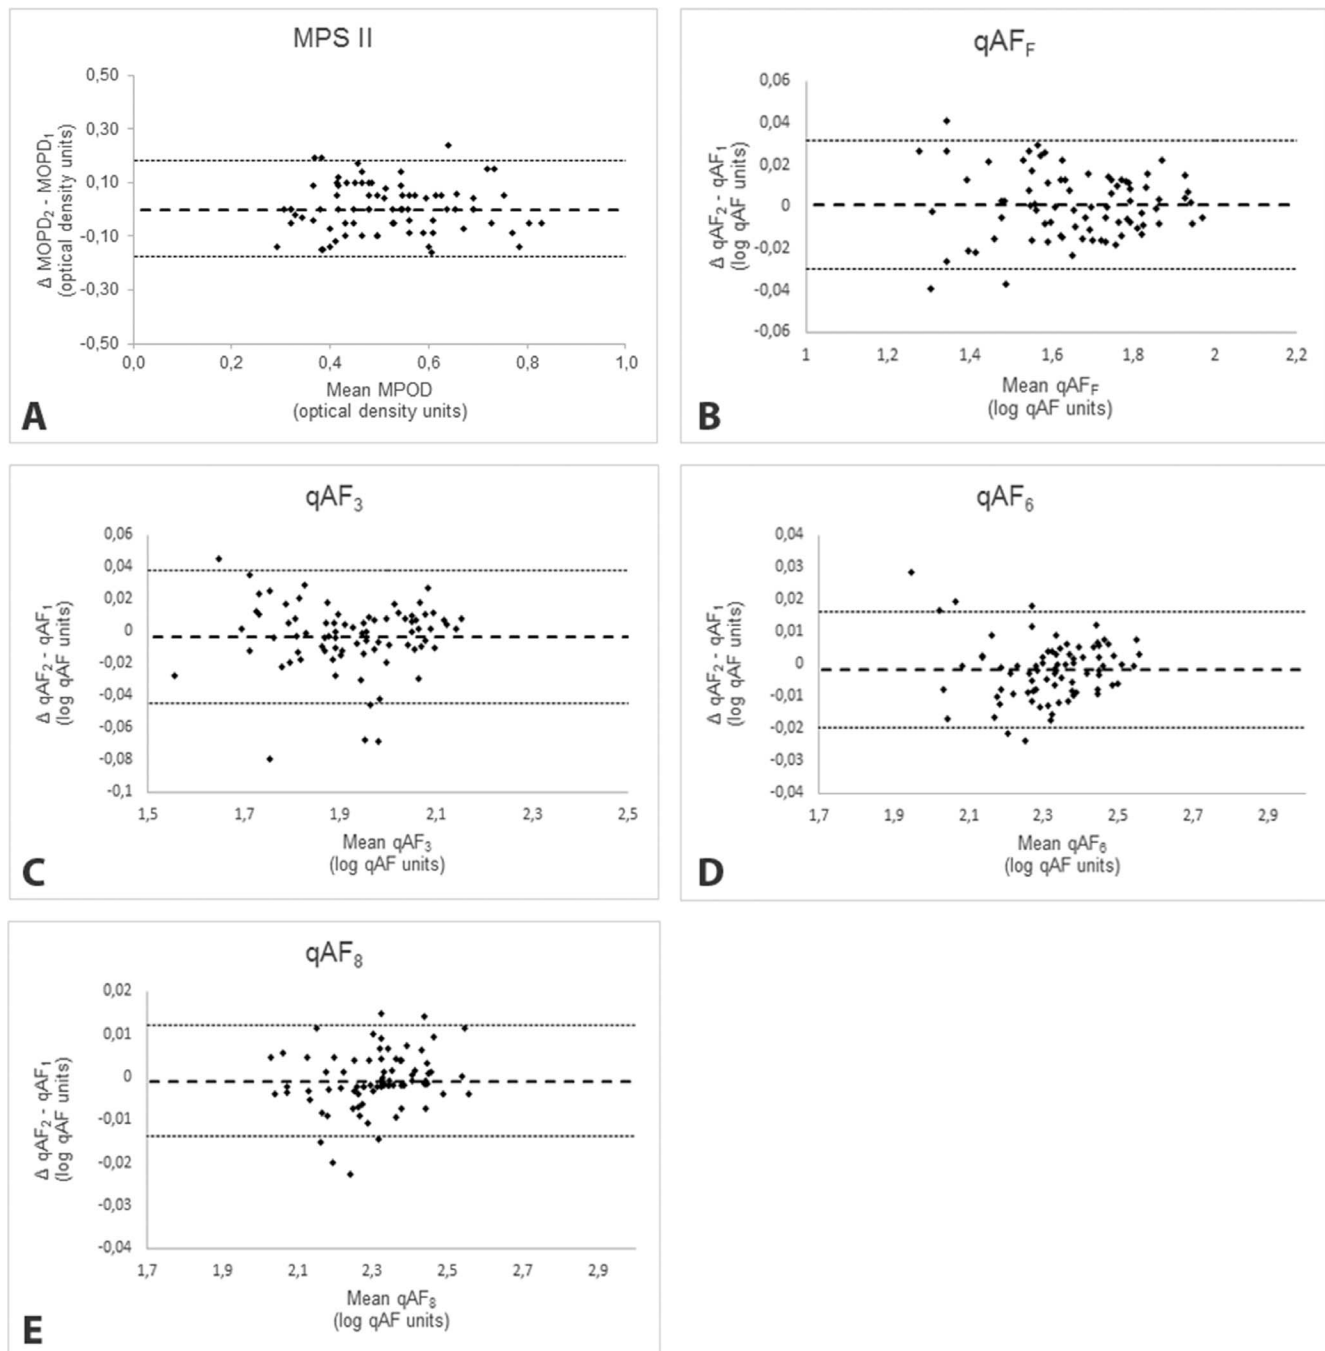 MPS II
0,50
0,30
0,10
-0,10
-0,30
-0,50
Δ MOPD₂ - MOPD₁
(optical density units)
0,0 0,2 0,4 0,6 0,8 1,0
Mean MPOD
(optical density units)
A
qAF_F
0,06
0,04
0,02
0
-0,02
-0,04
-0,06
Δ qAF₂ - qAF₁
(log qAF units)
1 1,2 1,4 1,6 1,8 2 2,2
Mean qAF_F
(log qAF units)
B
qAF₃
0,06
0,04
0,02
0
-0,02
-0,04
-0,06
-0,08
-0,1
Δ qAF₂ - qAF₁
(log qAF units)
1,5 1,7 1,9 2,1 2,3 2,5
Mean qAF₃
(log qAF units)
C
qAF₆
0,04
0,03
0,02
0,01
0
-0,01
-0,02
-0,03
-0,04
Δ qAF₂ - qAF₁
(log qAF units)
1,7 1,9 2,1 2,3 2,5 2,7 2,9
Mean qAF₆
(log qAF units)
D
qAF₈
0,02
0,01
0
-0,01
-0,02
-0,03
-0,04
Δ qAF₂ - qAF₁
(log qAF units)
1,7 1,9 2,1 2,3 2,5 2,7 2,9
Mean qAF₈
(log qAF units)
E